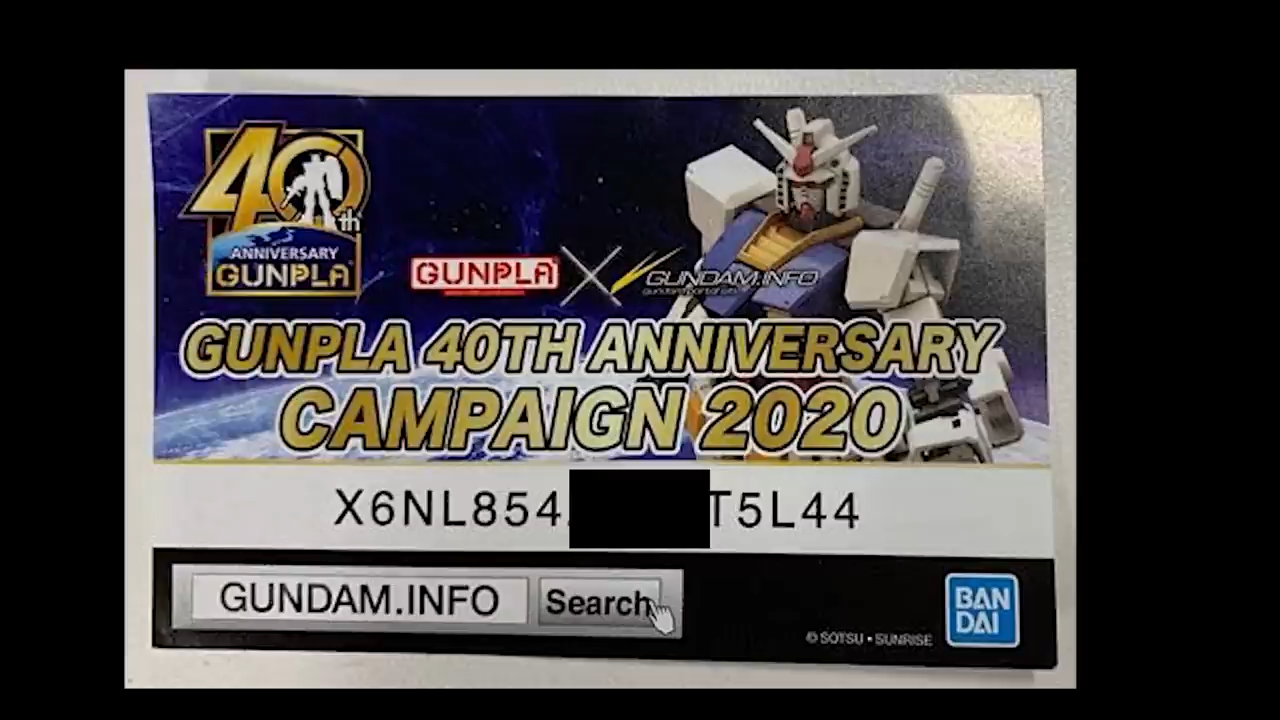 40th
ANNIVERSARY
GUNPLA
GUNPLA X GUNDAM.INFO
GUNPLA 40TH ANNIVERSARY
CAMPAIGN 2020
X6NL854 T5L44
GUNDAM.INFO Search
© SOTSU • SUNRISE
BAN
DAI